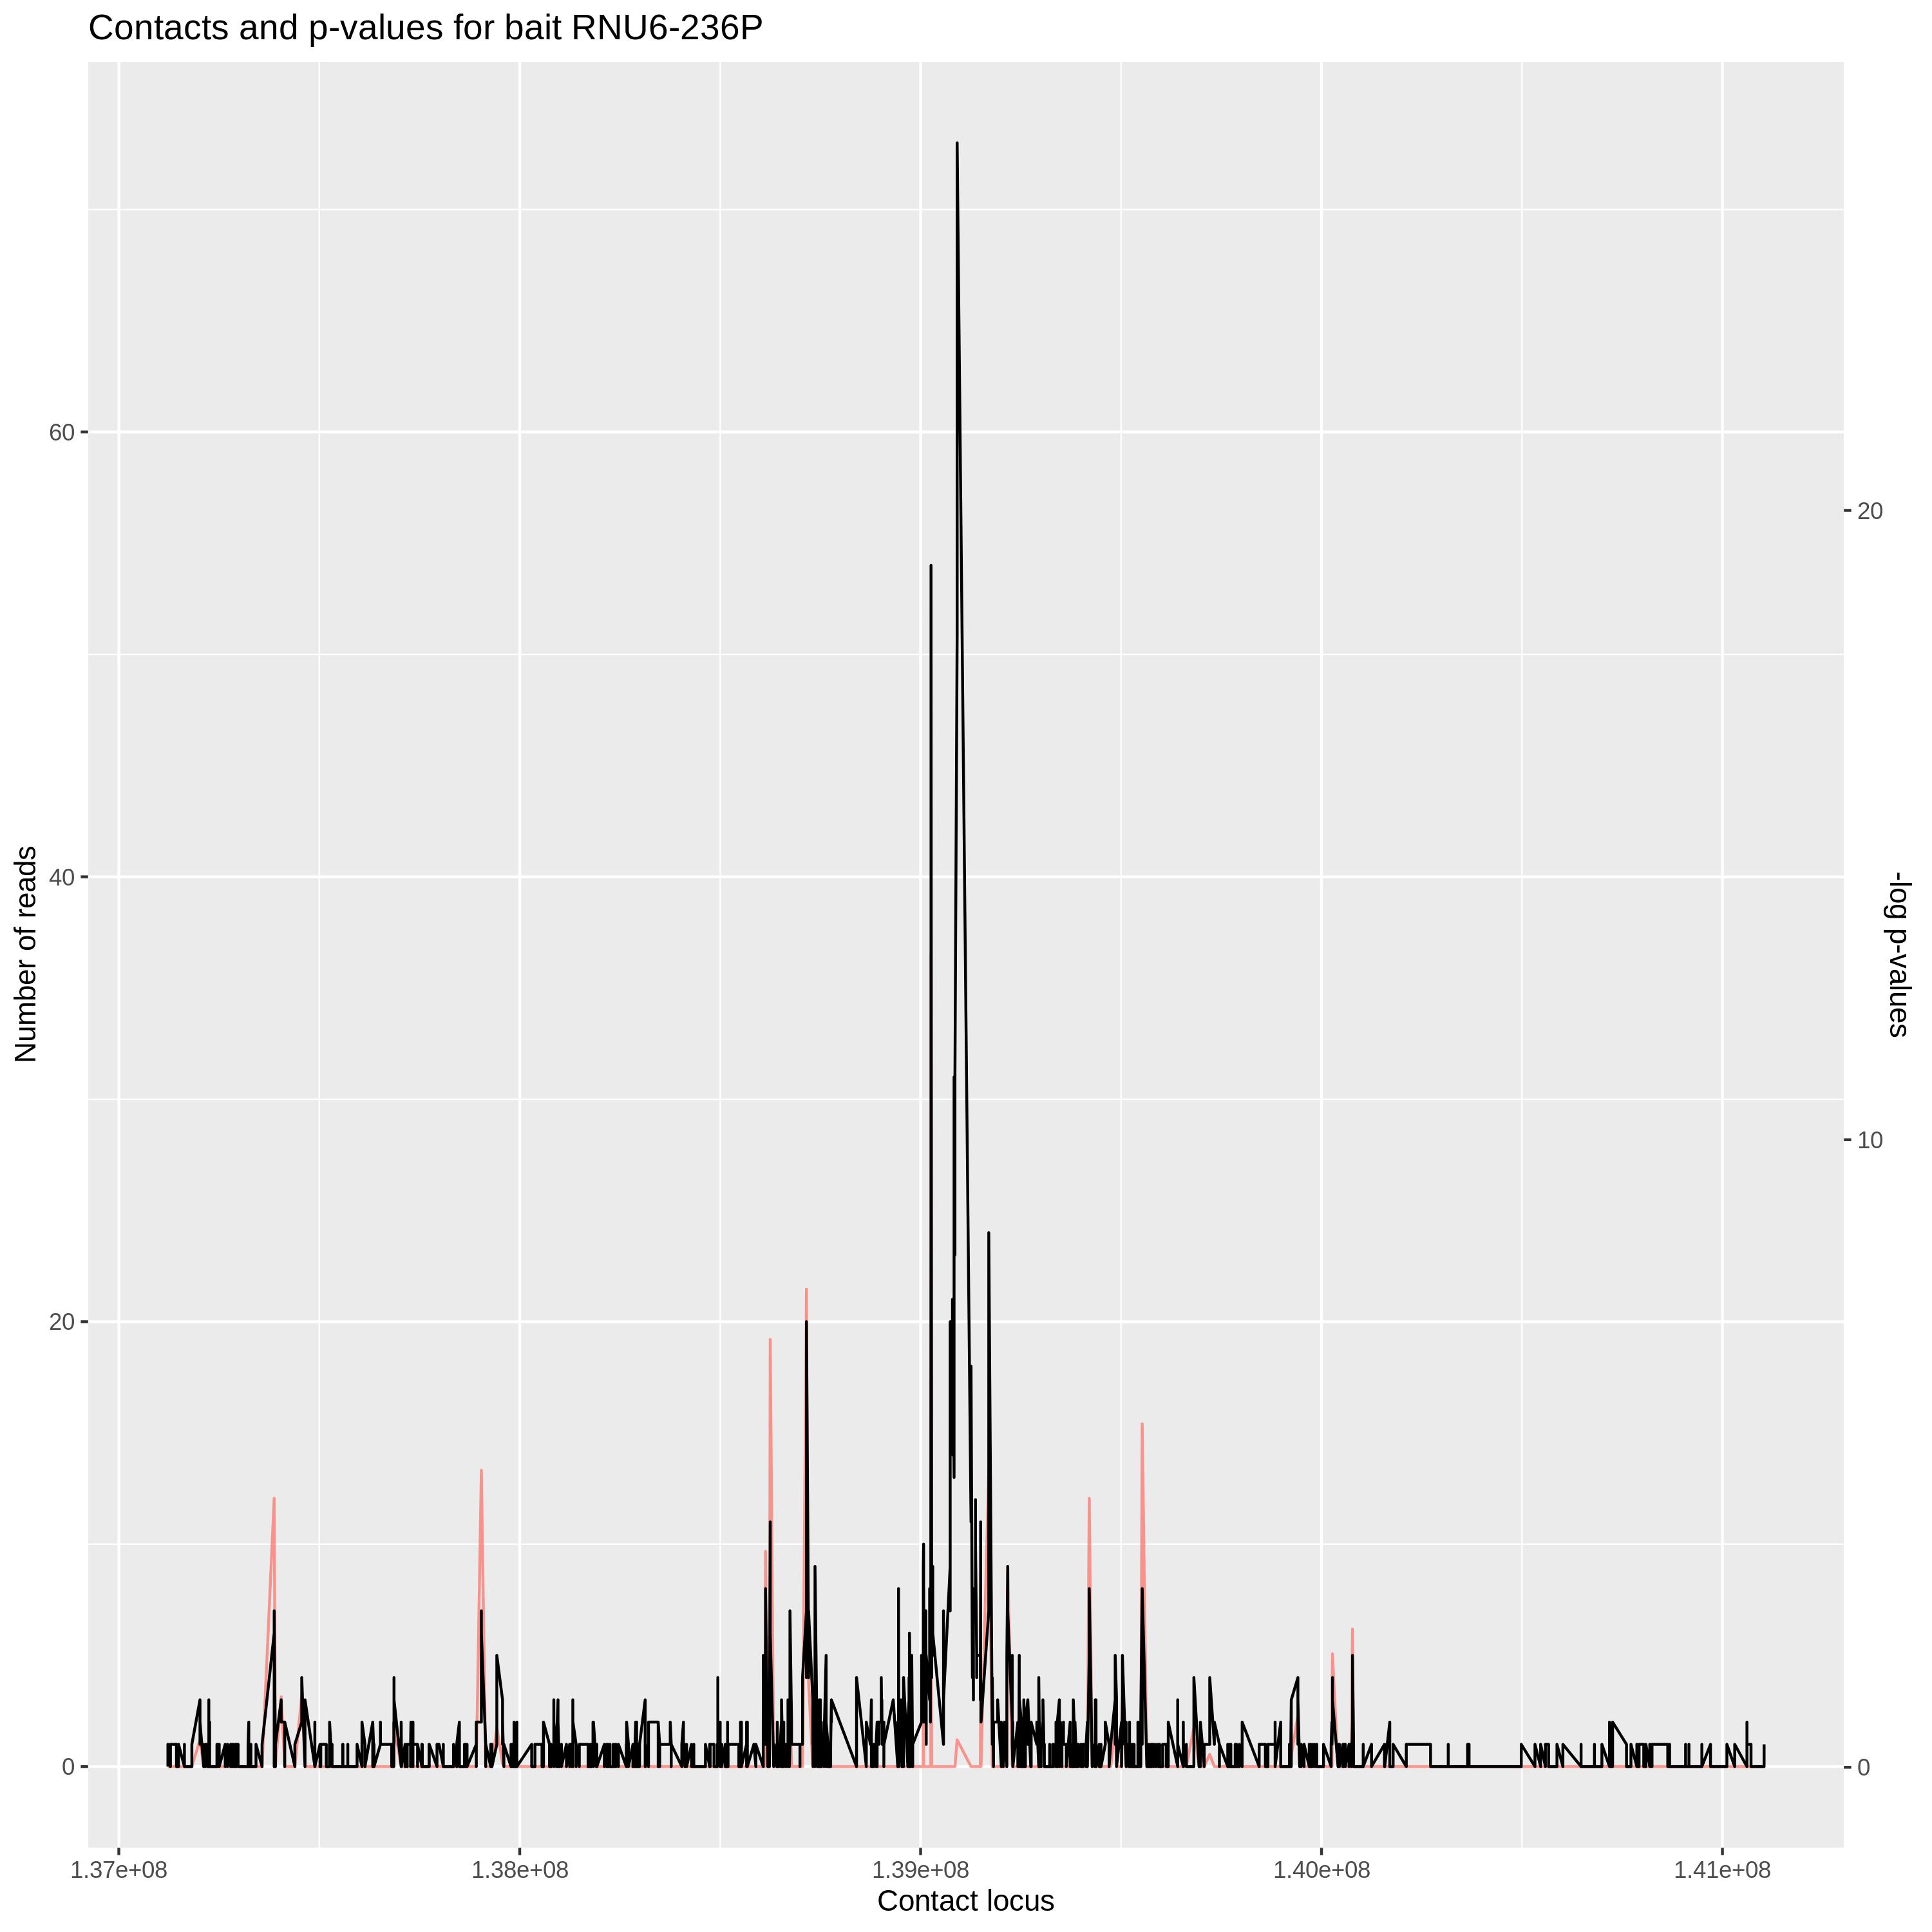 Contacts and p-values for bait RNU6-236P
Number of reads
60
40
20
0
20
10
0
-log p-values
1.37e+08 1.38e+08 1.39e+08 1.40e+08 1.41e+08
Contact locus